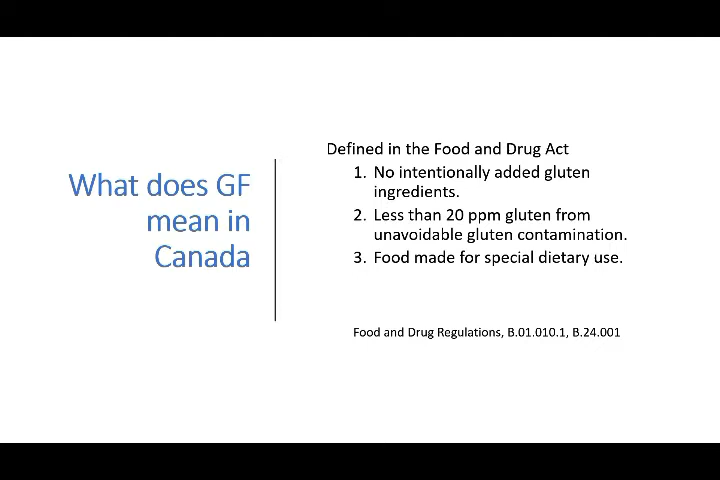 What does GF
mean in
Canada
Defined in the Food and Drug Act
1. No intentionally added gluten
ingredients.
2. Less than 20 ppm gluten from
unavoidable gluten contamination.
3. Food made for special dietary use.
Food and Drug Regulations, B.01.010.1, B.24.001